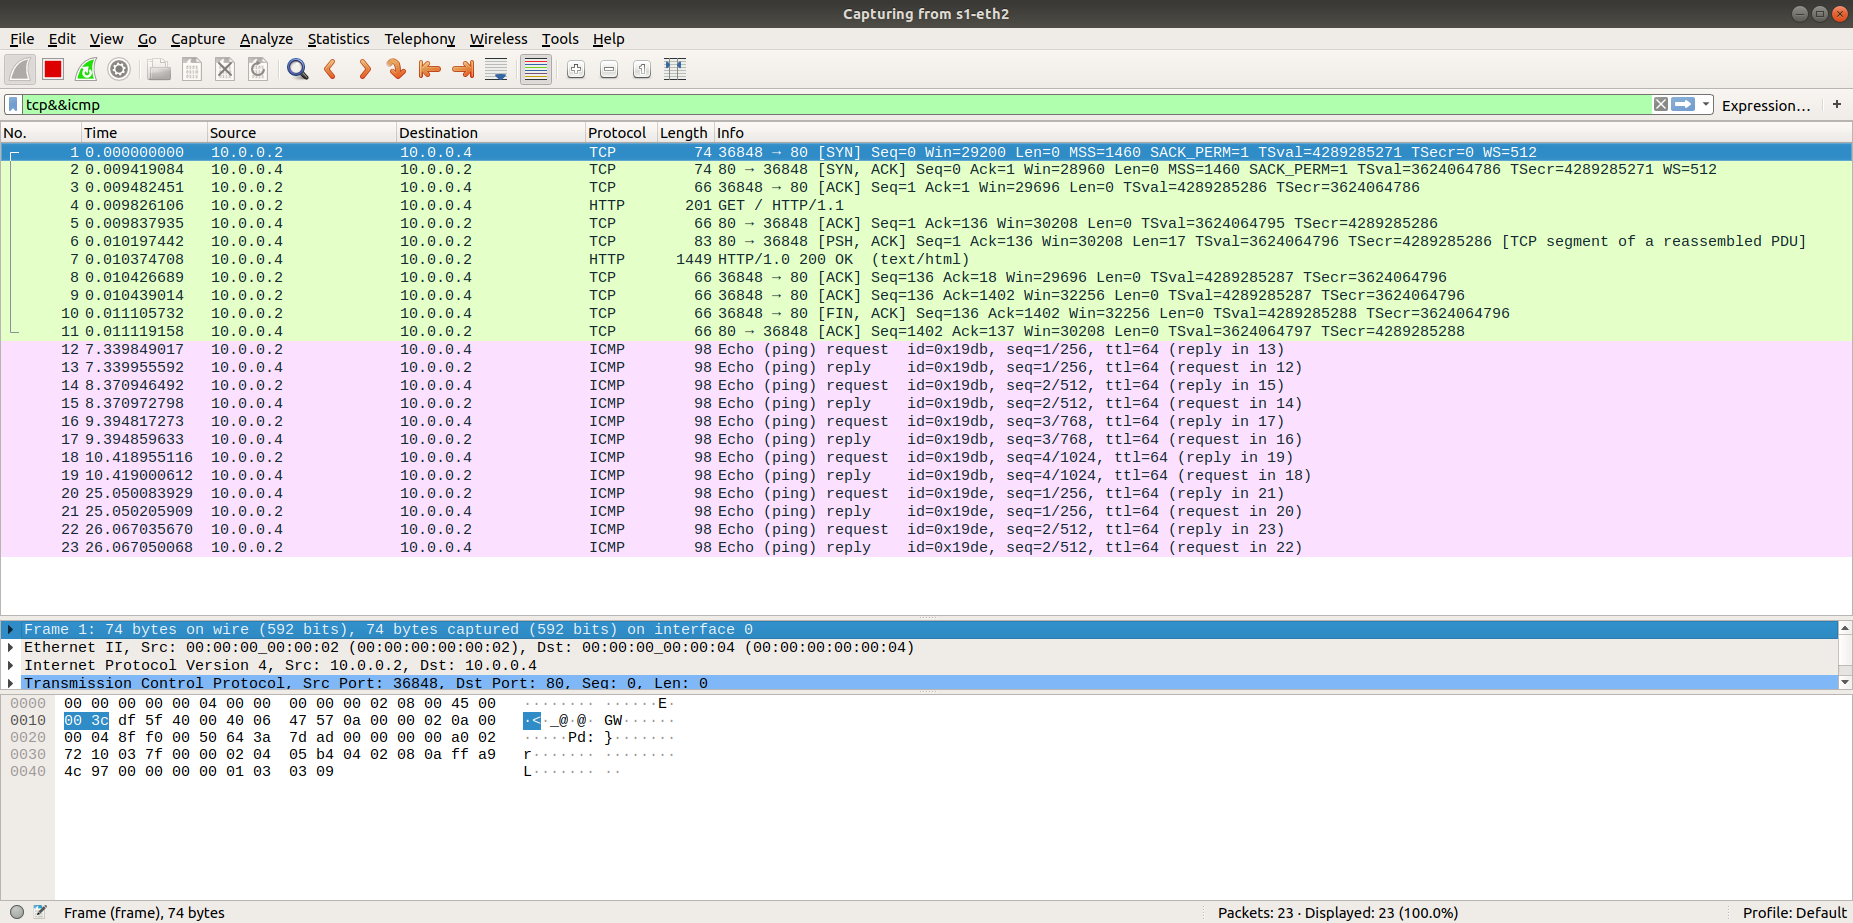 Capturing from s1-eth2
File Edit View Go Capture Analyze Statistics Telephony Wireless Tools Help
tcp&&icmp Expression… +
No. Time Source Destination Protocol Length Info
1 0.000000000 10.0.0.2 10.0.0.4 TCP 74 36848 → 80 [SYN] Seq=0 Win=29200 Len=0 MSS=1460 SACK_PERM=1 TSval=4289285271 TSecr=0 WS=512
2 0.009419084 10.0.0.4 10.0.0.2 TCP 74 80 → 36848 [SYN, ACK] Seq=0 Ack=1 Win=28960 Len=0 MSS=1460 SACK_PERM=1 TSval=3624064786 TSecr=4289285271 WS=512
3 0.009482451 10.0.0.2 10.0.0.4 TCP 66 36848 → 80 [ACK] Seq=1 Ack=1 Win=29696 Len=0 TSval=4289285286 TSecr=3624064786
4 0.009826106 10.0.0.2 10.0.0.4 HTTP 201 GET / HTTP/1.1
5 0.009837935 10.0.0.4 10.0.0.2 TCP 66 80 → 36848 [ACK] Seq=1 Ack=136 Win=30208 Len=0 TSval=3624064795 TSecr=4289285286
6 0.010197442 10.0.0.4 10.0.0.2 TCP 83 80 → 36848 [PSH, ACK] Seq=1 Ack=136 Win=30208 Len=17 TSval=3624064796 TSecr=4289285286 [TCP segment of a reassembled PDU]
7 0.010374708 10.0.0.4 10.0.0.2 HTTP 1449 HTTP/1.0 200 OK (text/html)
8 0.010426689 10.0.0.2 10.0.0.4 TCP 66 36848 → 80 [ACK] Seq=136 Ack=18 Win=29696 Len=0 TSval=4289285287 TSecr=3624064796
9 0.010439014 10.0.0.2 10.0.0.4 TCP 66 36848 → 80 [ACK] Seq=136 Ack=1402 Win=32256 Len=0 TSval=4289285287 TSecr=3624064796
10 0.011105732 10.0.0.2 10.0.0.4 TCP 66 36848 → 80 [FIN, ACK] Seq=136 Ack=1402 Win=32256 Len=0 TSval=4289285288 TSecr=3624064796
11 0.011119158 10.0.0.4 10.0.0.2 TCP 66 80 → 36848 [ACK] Seq=1402 Ack=137 Win=30208 Len=0 TSval=3624064797 TSecr=4289285288
12 7.339849017 10.0.0.2 10.0.0.4 ICMP 98 Echo (ping) request id=0x19db, seq=1/256, ttl=64 (reply in 13)
13 7.339955592 10.0.0.4 10.0.0.2 ICMP 98 Echo (ping) reply id=0x19db, seq=1/256, ttl=64 (request in 12)
14 8.370946492 10.0.0.2 10.0.0.4 ICMP 98 Echo (ping) request id=0x19db, seq=2/512, ttl=64 (reply in 15)
15 8.370972798 10.0.0.4 10.0.0.2 ICMP 98 Echo (ping) reply id=0x19db, seq=2/512, ttl=64 (request in 14)
16 9.394817273 10.0.0.2 10.0.0.4 ICMP 98 Echo (ping) request id=0x19db, seq=3/768, ttl=64 (reply in 17)
17 9.394859633 10.0.0.4 10.0.0.2 ICMP 98 Echo (ping) reply id=0x19db, seq=3/768, ttl=64 (request in 16)
18 10.418955116 10.0.0.2 10.0.0.4 ICMP 98 Echo (ping) request id=0x19db, seq=4/1024, ttl=64 (reply in 19)
19 10.419000612 10.0.0.4 10.0.0.2 ICMP 98 Echo (ping) reply id=0x19db, seq=4/1024, ttl=64 (request in 18)
20 25.050083929 10.0.0.4 10.0.0.2 ICMP 98 Echo (ping) request id=0x19de, seq=1/256, ttl=64 (reply in 21)
21 25.050205909 10.0.0.2 10.0.0.4 ICMP 98 Echo (ping) reply id=0x19de, seq=1/256, ttl=64 (request in 20)
22 26.067035670 10.0.0.4 10.0.0.2 ICMP 98 Echo (ping) request id=0x19de, seq=2/512, ttl=64 (reply in 23)
23 26.067050068 10.0.0.2 10.0.0.4 ICMP 98 Echo (ping) reply id=0x19de, seq=2/512, ttl=64 (request in 22)
Frame 1: 74 bytes on wire (592 bits), 74 bytes captured (592 bits) on interface 0
Ethernet II, Src: 00:00:00_00:00:02 (00:00:00:00:00:02), Dst: 00:00:00_00:00:04 (00:00:00:00:00:04)
Internet Protocol Version 4, Src: 10.0.0.2, Dst: 10.0.0.4
Transmission Control Protocol, Src Port: 36848, Dst Port: 80, Seq: 0, Len: 0
0000 00 00 00 00 00 04 00 00 00 00 00 02 08 00 45 00 ········ ······E·
0010 00 3c df 5f 40 00 40 06 47 57 0a 00 00 02 0a 00 ·<·_@·@· GW······
0020 00 04 8f f0 00 50 64 3a 7d ad 00 00 00 00 a0 02 ·····Pd: }·······
0030 72 10 03 7f 00 00 02 04 05 b4 04 02 08 0a ff a9 r······· ········
0040 4c 97 00 00 00 00 01 03 03 09 L······· ··
Frame (frame), 74 bytes Packets: 23 · Displayed: 23 (100.0%) Profile: Default